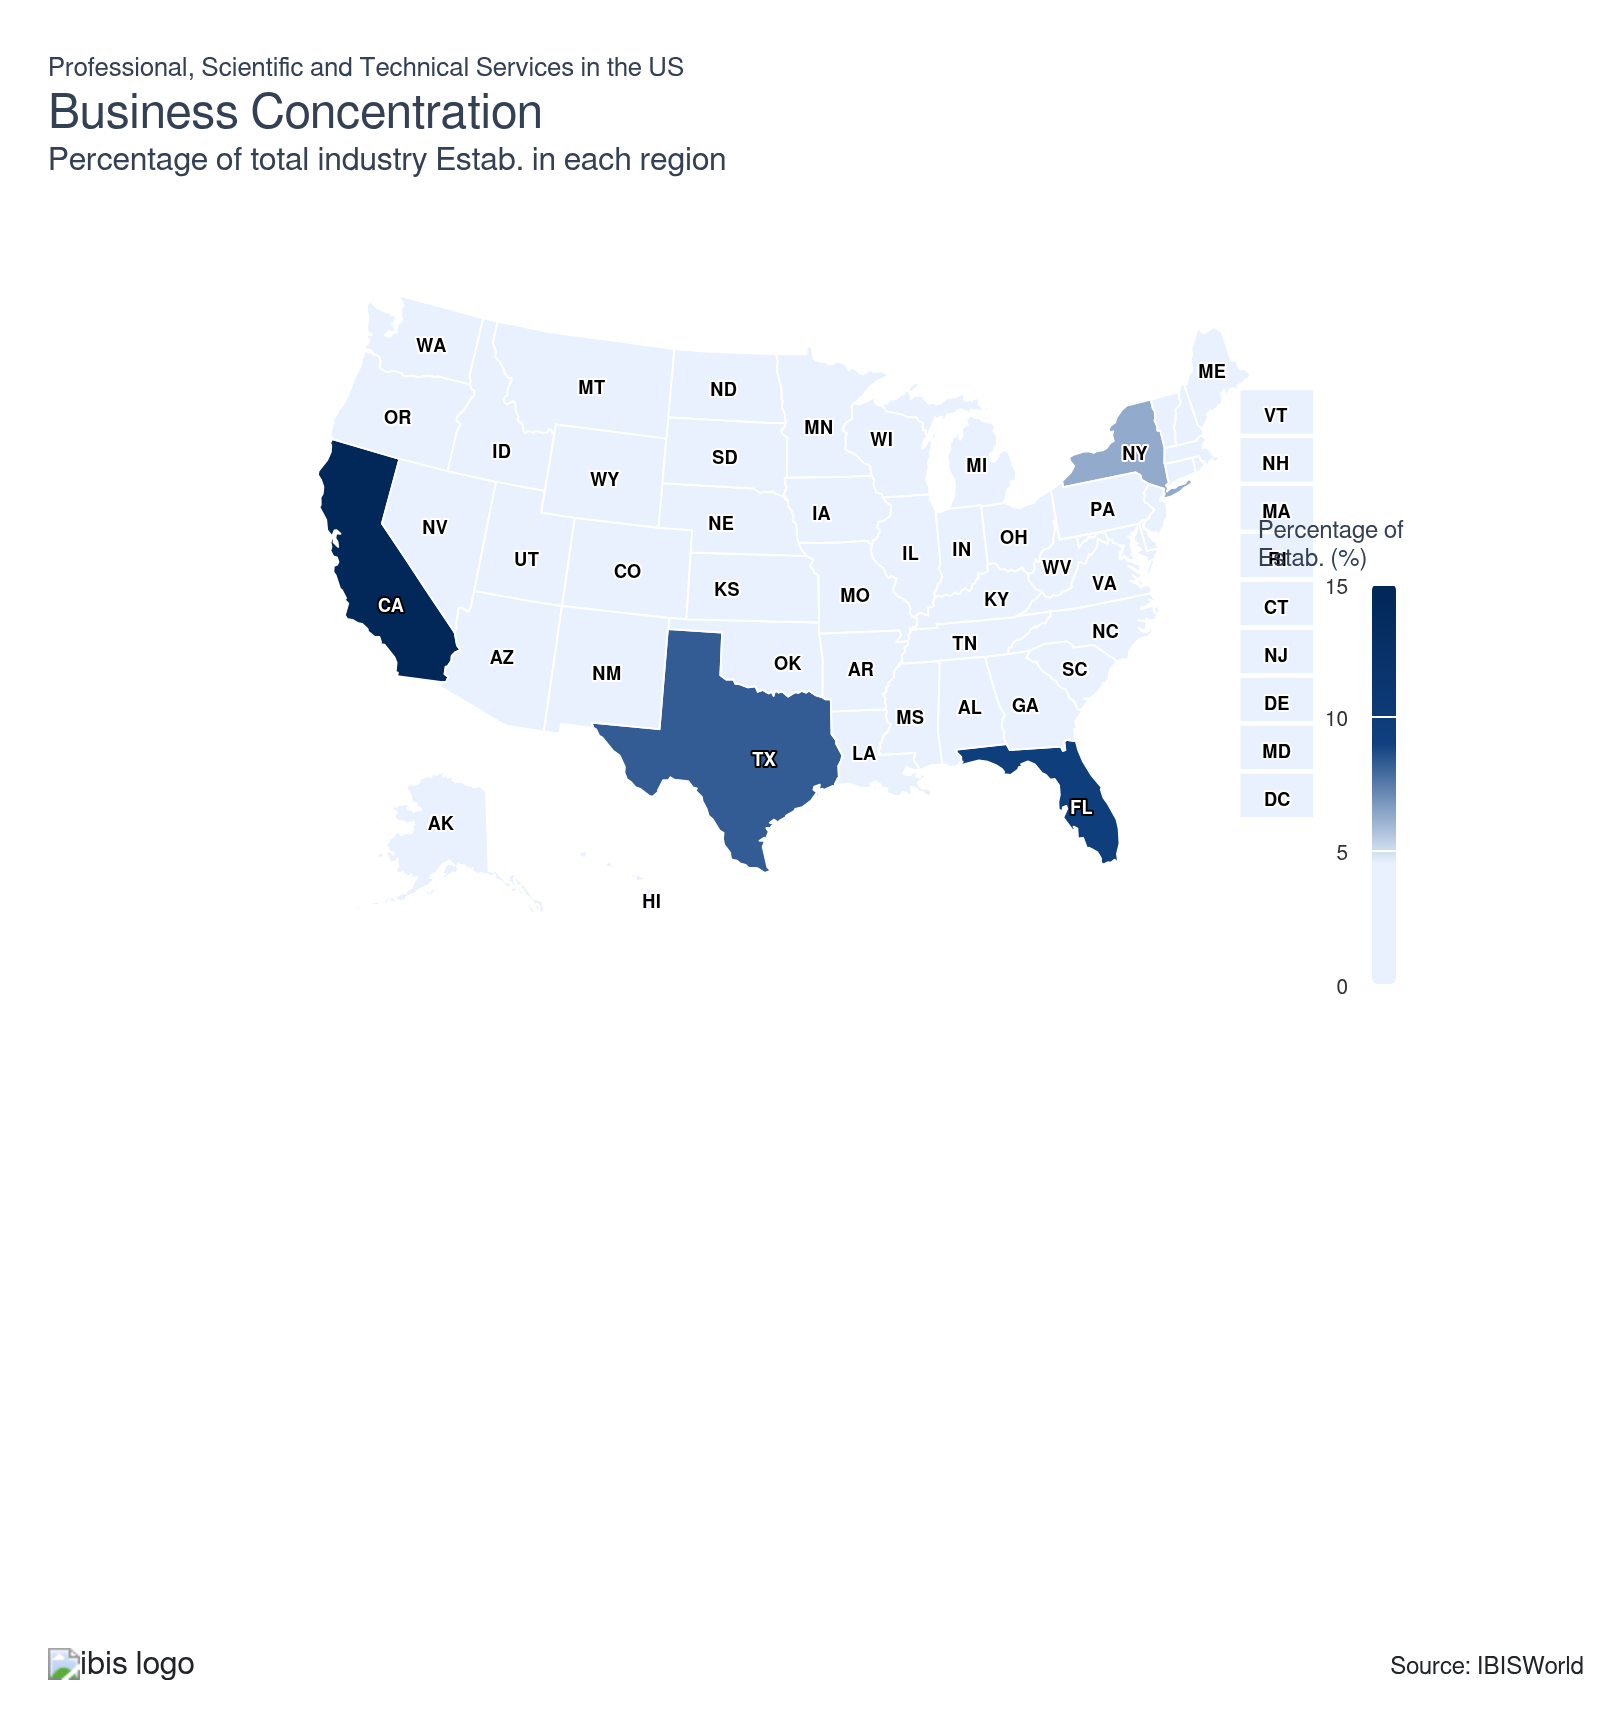 Professional, Scientific and Technical Services in the US
Business Concentration
Percentage of total industry Estab. in each region
WA
MT
ND
ME
OR
ID
SD
MN
WI
MI
NY
VT
WY
NH
NV
NE
IA
PA
MA
Percentage of
Estab. (%)
UT
CO
KS
IL
IN
OH
WV
VA
RI
15
CA
MO
KY
CT
AZ
NM
OK
AR
TN
NC
SC
NJ
MS
AL
GA
DE
10
TX
LA
MD
FL
DC
AK
5
HI
0
ibis logo
Source: IBISWorld